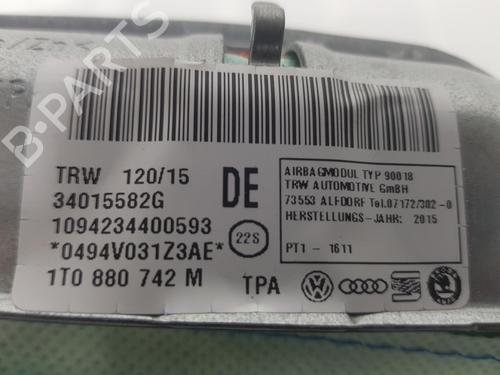 TRW 120/15
34015582G
1094234400593
*0494V031Z3AE*
1T0 880 742 M
DE
22S
TPA
AIRBAGMODUL TYP 90018
TRW AUTOMOTIVE GmBH
73553 ALFDORF Tel.07172/302-0
HERSTELLUNGS-JAHR: 2015
PT1 - 1611
B-PARTS